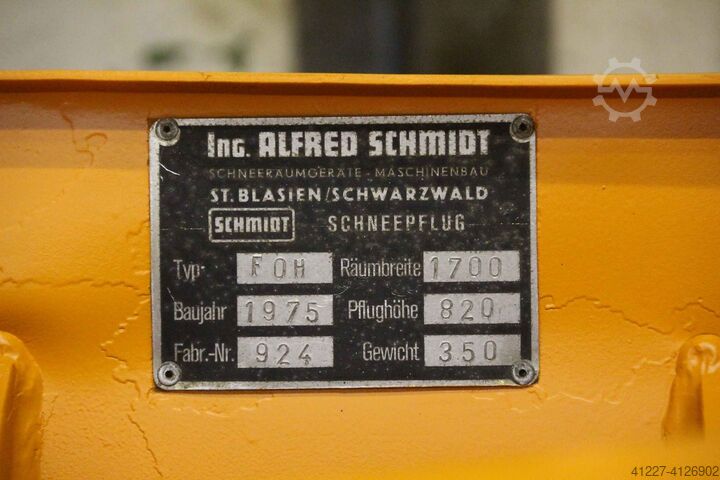 Ing. ALFRED SCHMIDT
SCHNEERÄUMGERÄTE - MASCHINENBAU
ST. BLASIEN/SCHWARZWALD
SCHMIDT SCHNEEPFLUG
Typ- FOH Räumbreite 1700
Baujahr 1975 Pflughöhe 820
Fabr.-Nr. 924 Gewicht 350
41227-4126902